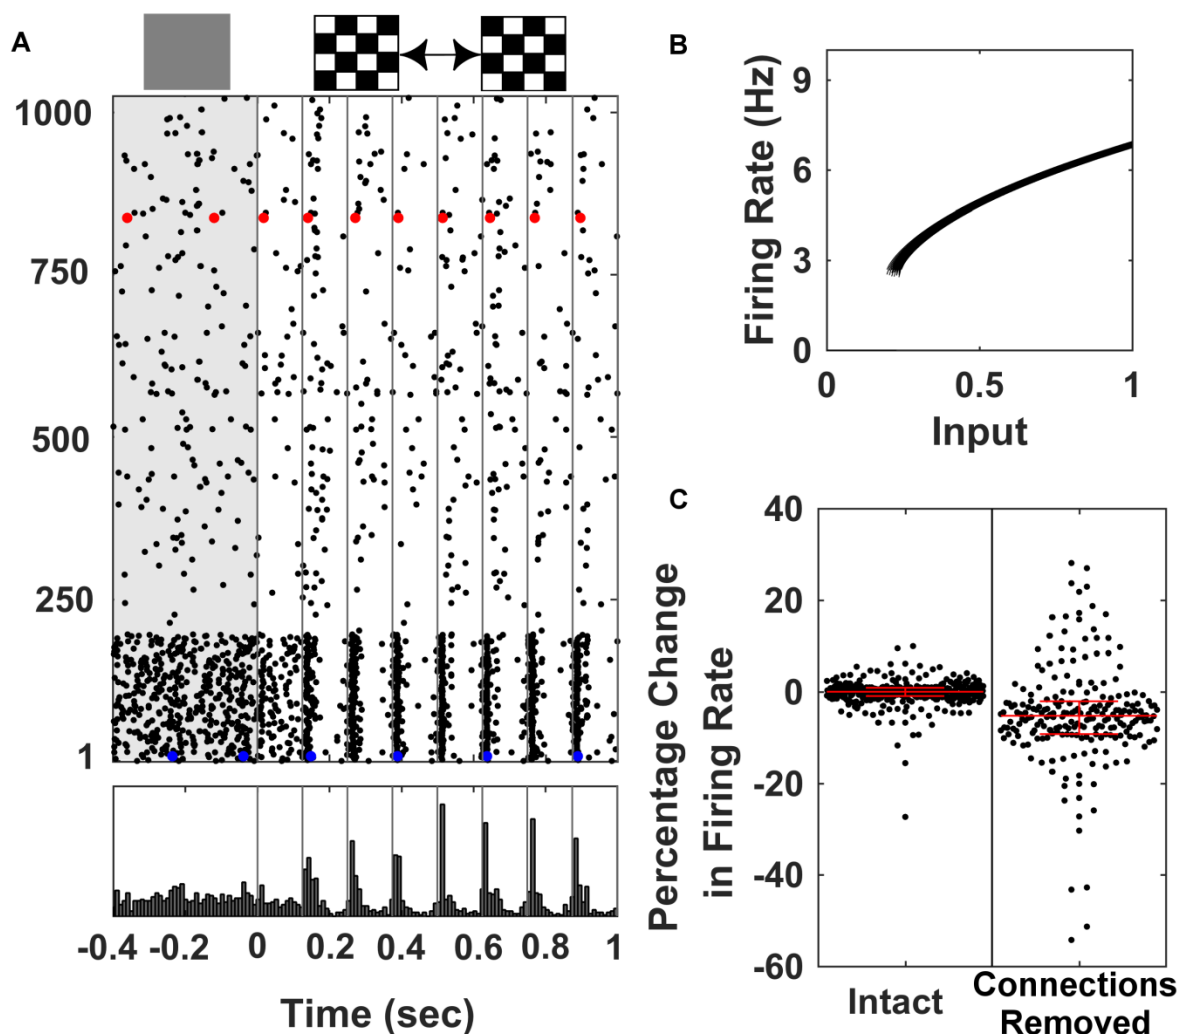 A
1000
750
500
250
1
-0.4 -0.2 0 0.2 0.4 0.6 0.8 1
Time (sec)
B
Firing Rate (Hz)
9
6
3
0
0 0.5 1
Input
C
Percentage Change
in Firing Rate
40
20
0
-20
-40
-60
Intact
Connections
Removed